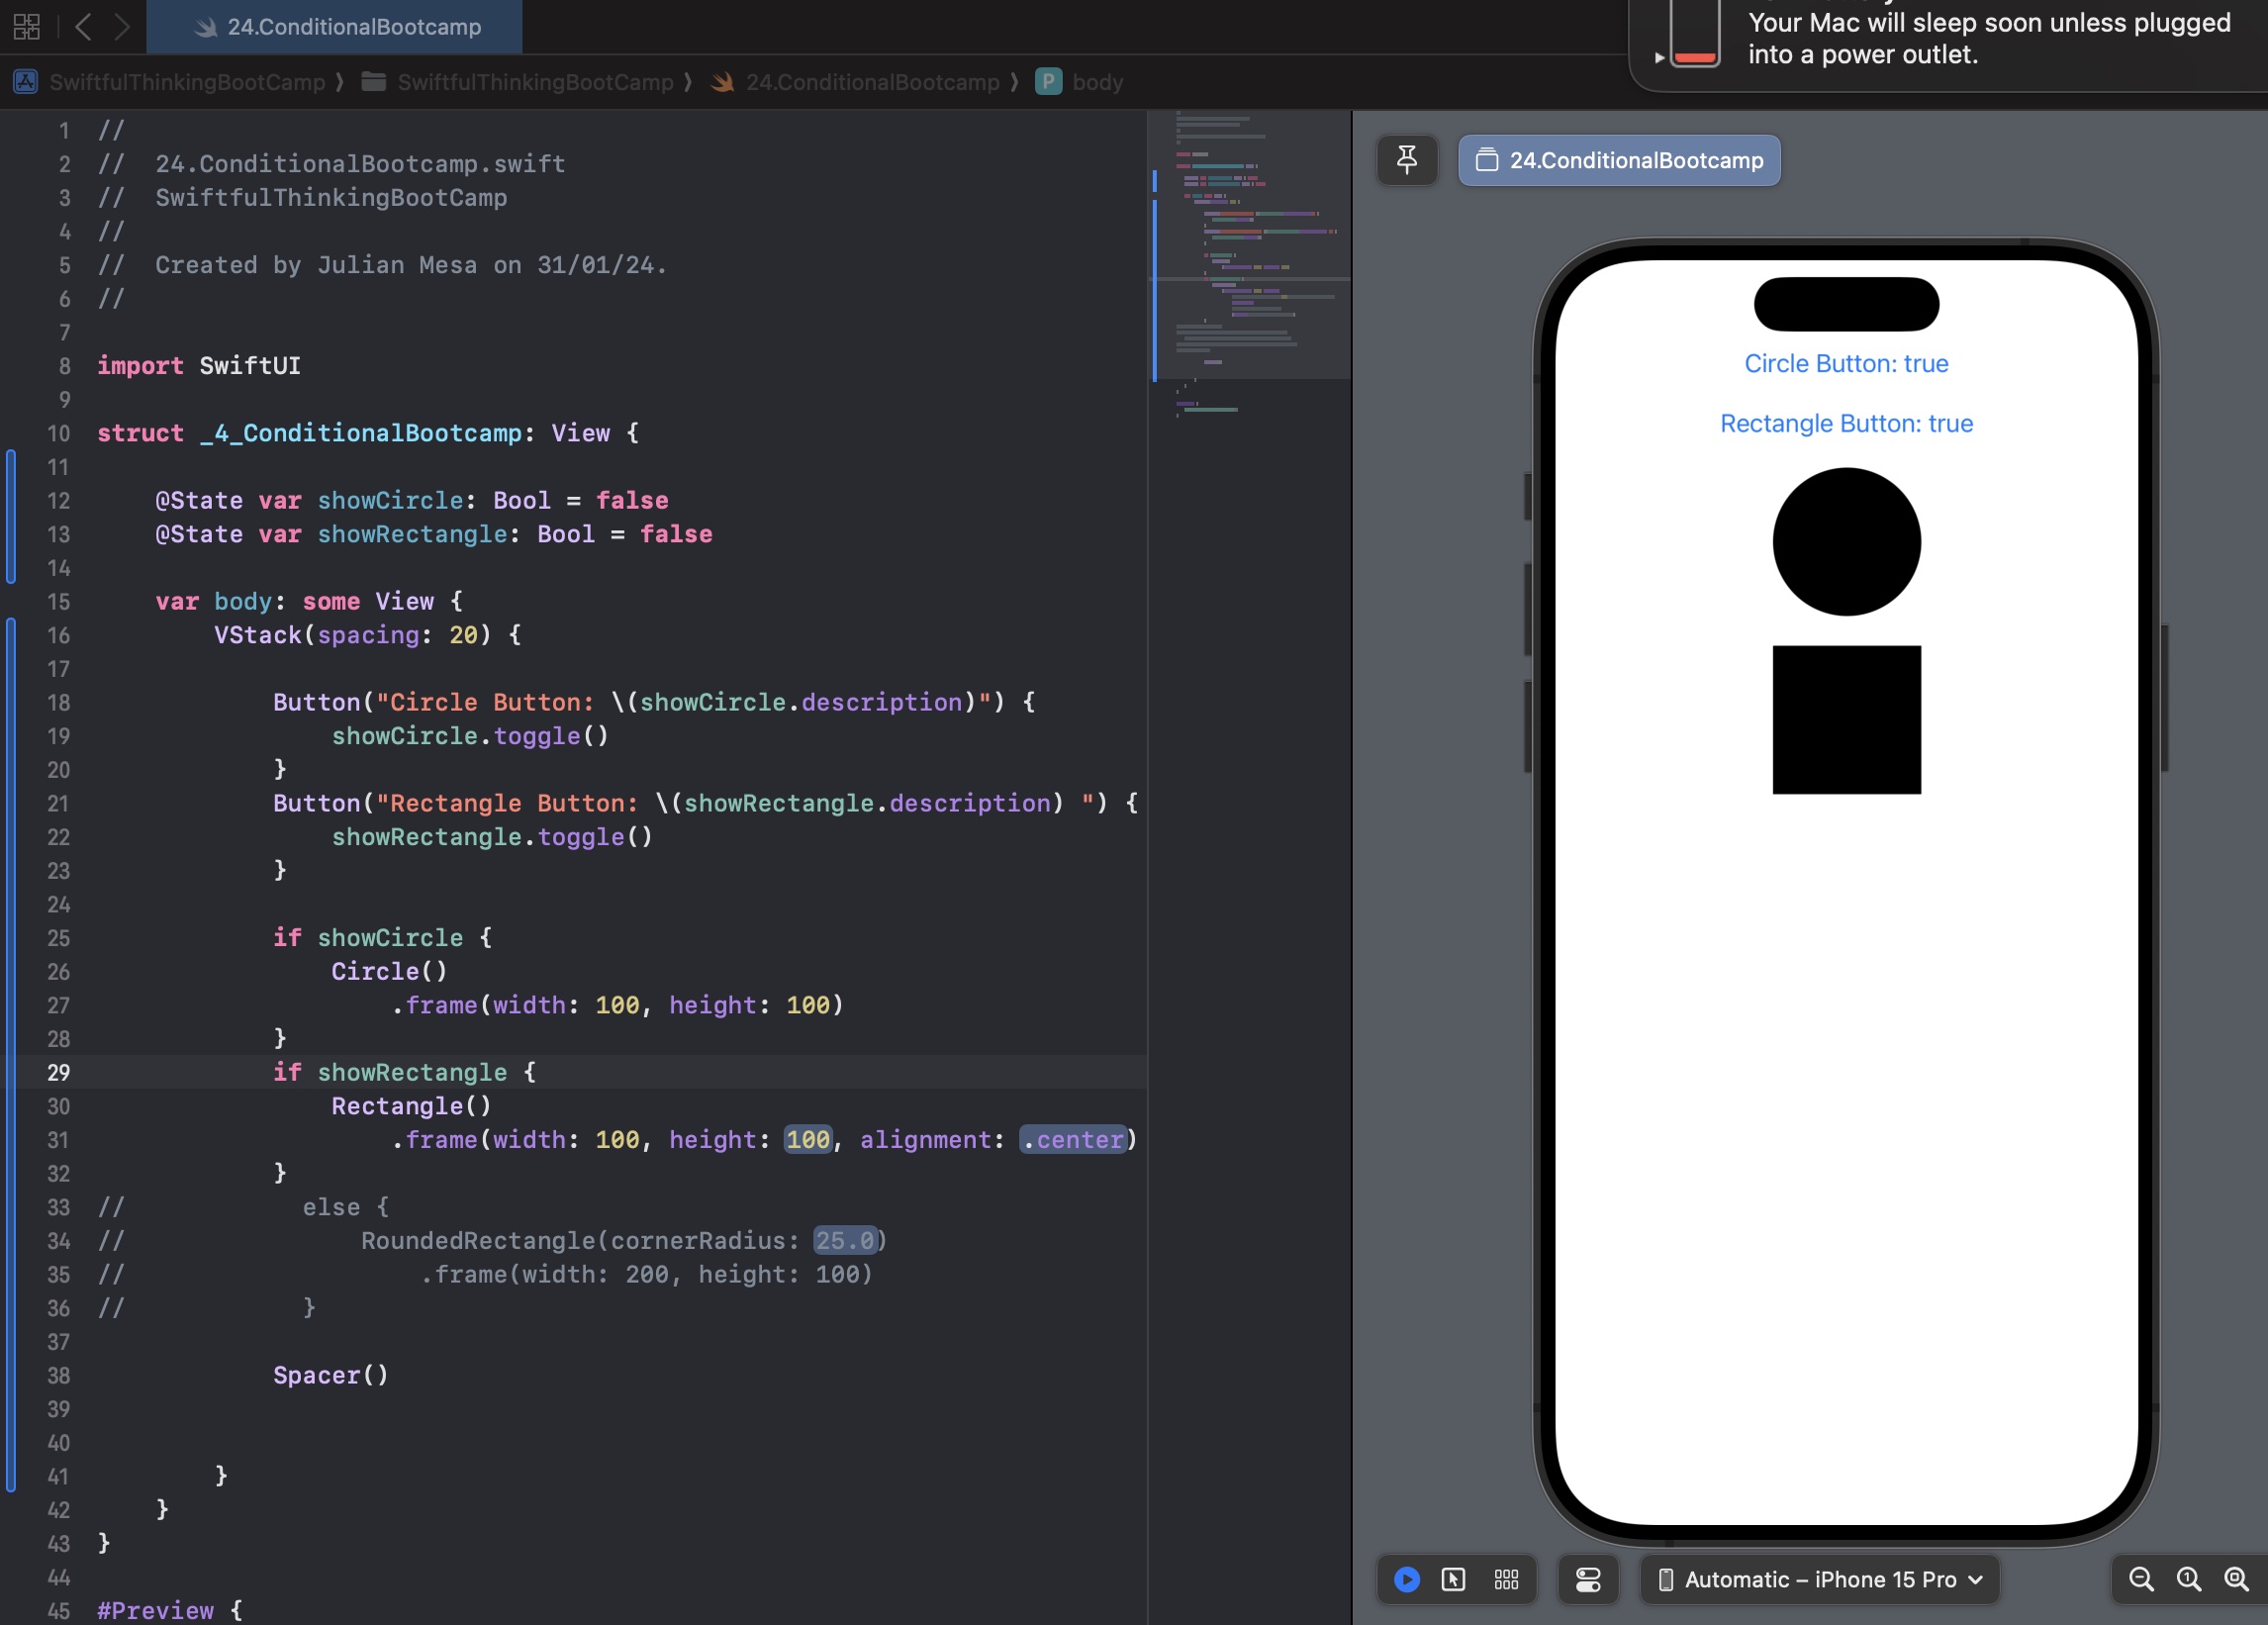 24.ConditionalBootcamp
Your Mac will sleep soon unless plugged
into a power outlet.
SwiftfulThinkingBootCamp ⟩ SwiftfulThinkingBootCamp ⟩ 24.ConditionalBootcamp ⟩ P body
1 //
2 //  24.ConditionalBootcamp.swift
3 //  SwiftfulThinkingBootCamp
4 //
5 //  Created by Julian Mesa on 31/01/24.
6 //
7
8 import SwiftUI
9
10 struct _4_ConditionalBootcamp: View {
11
12     @State var showCircle: Bool = false
13     @State var showRectangle: Bool = false
14
15     var body: some View {
16         VStack(spacing: 20) {
17
18             Button("Circle Button: \(showCircle.description)") {
19                 showCircle.toggle()
20             }
21             Button("Rectangle Button: \(showRectangle.description) ") {
22                 showRectangle.toggle()
23             }
24
25             if showCircle {
26                 Circle()
27                     .frame(width: 100, height: 100)
28             }
29             if showRectangle {
30                 Rectangle()
31                     .frame(width: 100, height: 100, alignment: .center)
32             }
33 //            else {
34 //                RoundedRectangle(cornerRadius: 25.0)
35 //                    .frame(width: 200, height: 100)
36 //            }
37
38             Spacer()
39
40
41         }
42     }
43 }
44
45 #Preview {
24.ConditionalBootcamp
Circle Button: true
Rectangle Button: true
Automatic – iPhone 15 Pro